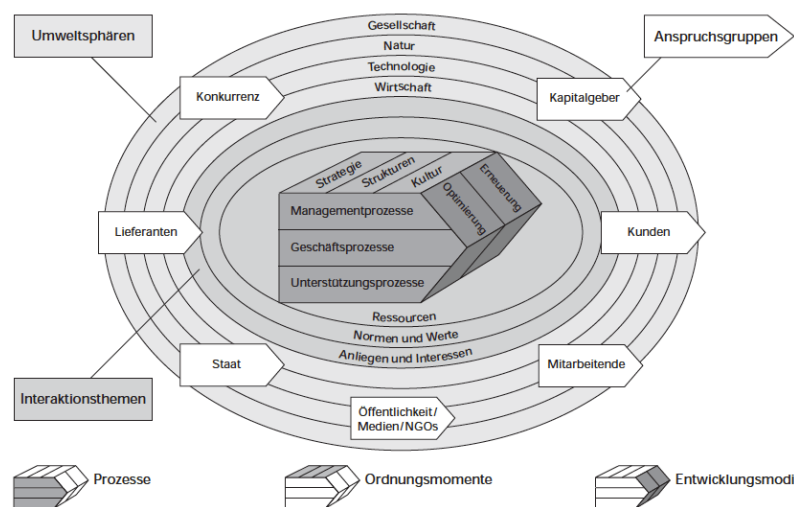 Gesellschaft
Umweltsphären
Anspruchsgruppen
Natur
Technologie
Konkurrenz
Wirtschaft
Kapitalgeber
Strategie
Strukturen
Kultur
Optimierung
Erneuerung
Managementprozesse
Lieferanten
Geschäftsprozesse
Kunden
Unterstützungsprozesse
Ressourcen
Normen und Werte
Anliegen und Interessen
Staat
Mitarbeitende
Interaktionsthemen
Öffentlichkeit/
Medien/NGOs
Prozesse
Ordnungsmomente
Entwicklungsmodi